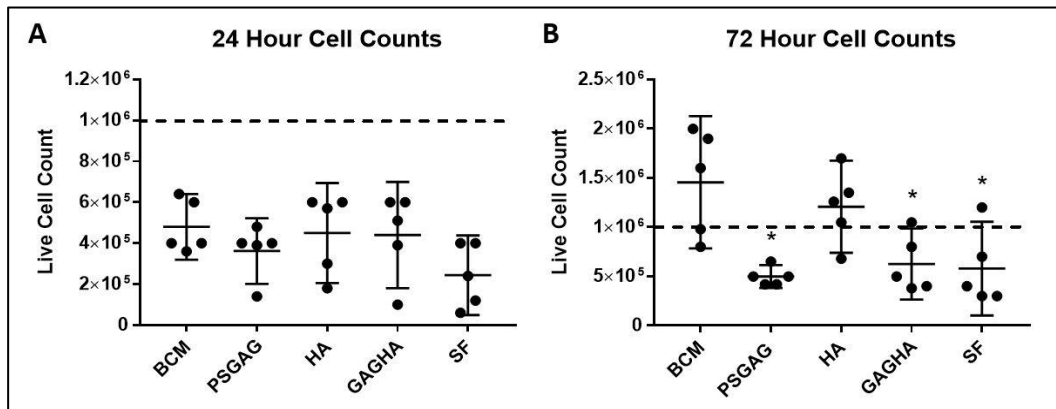 A
24 Hour Cell Counts
Live Cell Count
1.2×10⁶
1×10⁶
8×10⁵
6×10⁵
4×10⁵
2×10⁵
0
BCM
PSGAG
HA
GAGHA
SF
B
72 Hour Cell Counts
Live Cell Count
2.5×10⁶
2×10⁶
1.5×10⁶
1×10⁶
5×10⁵
0
*
*
*
BCM
PSGAG
HA
GAGHA
SF